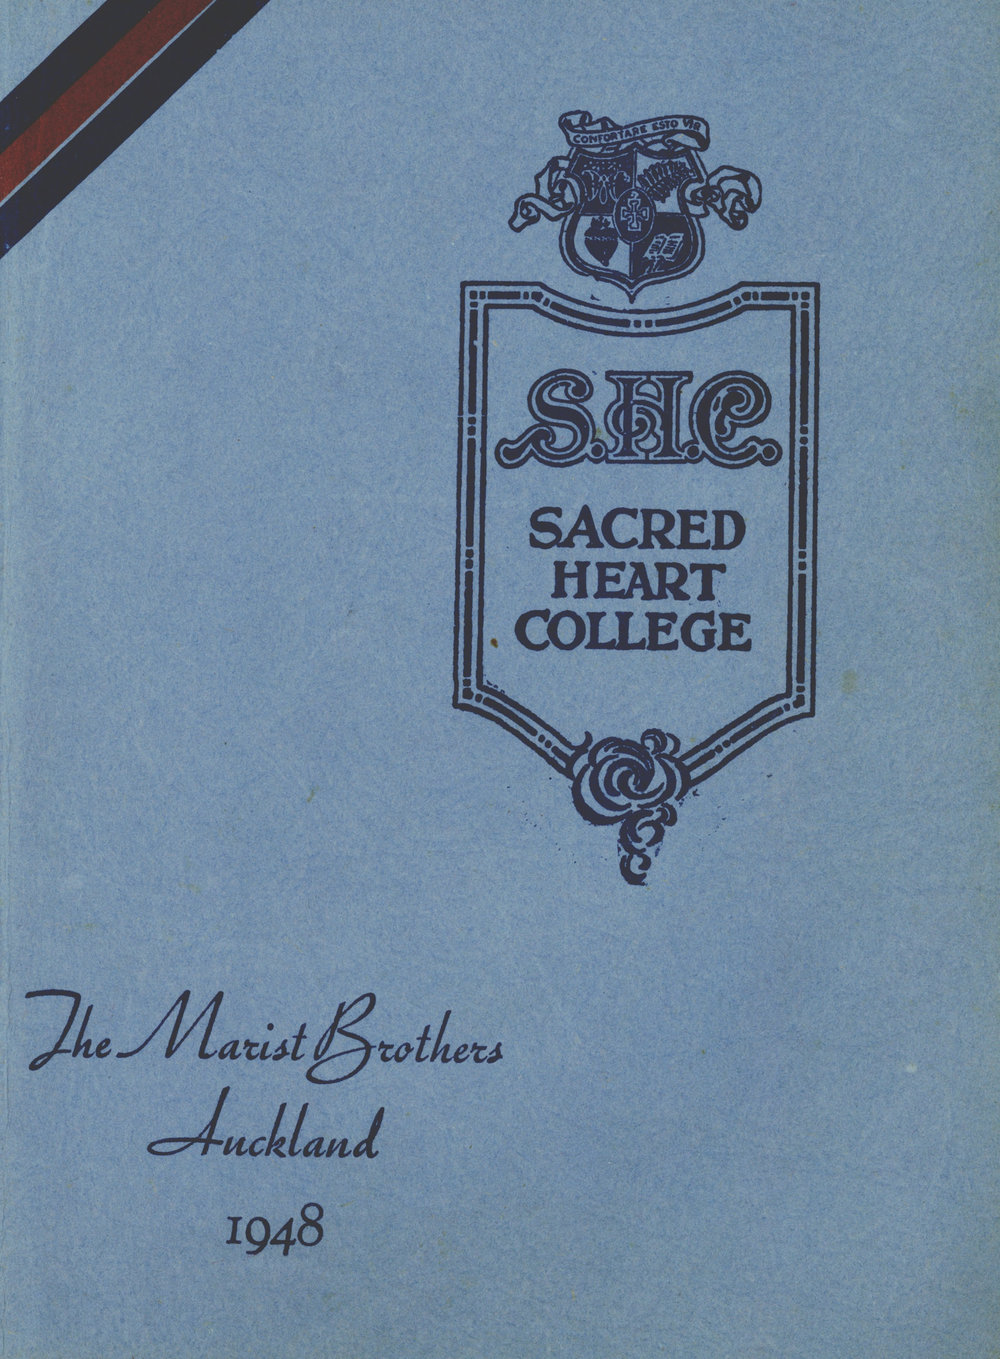 CONFORTARE ESTO VIR
S.H.C.
SACRED
HEART
COLLEGE
The Marist Brothers
Auckland
1948